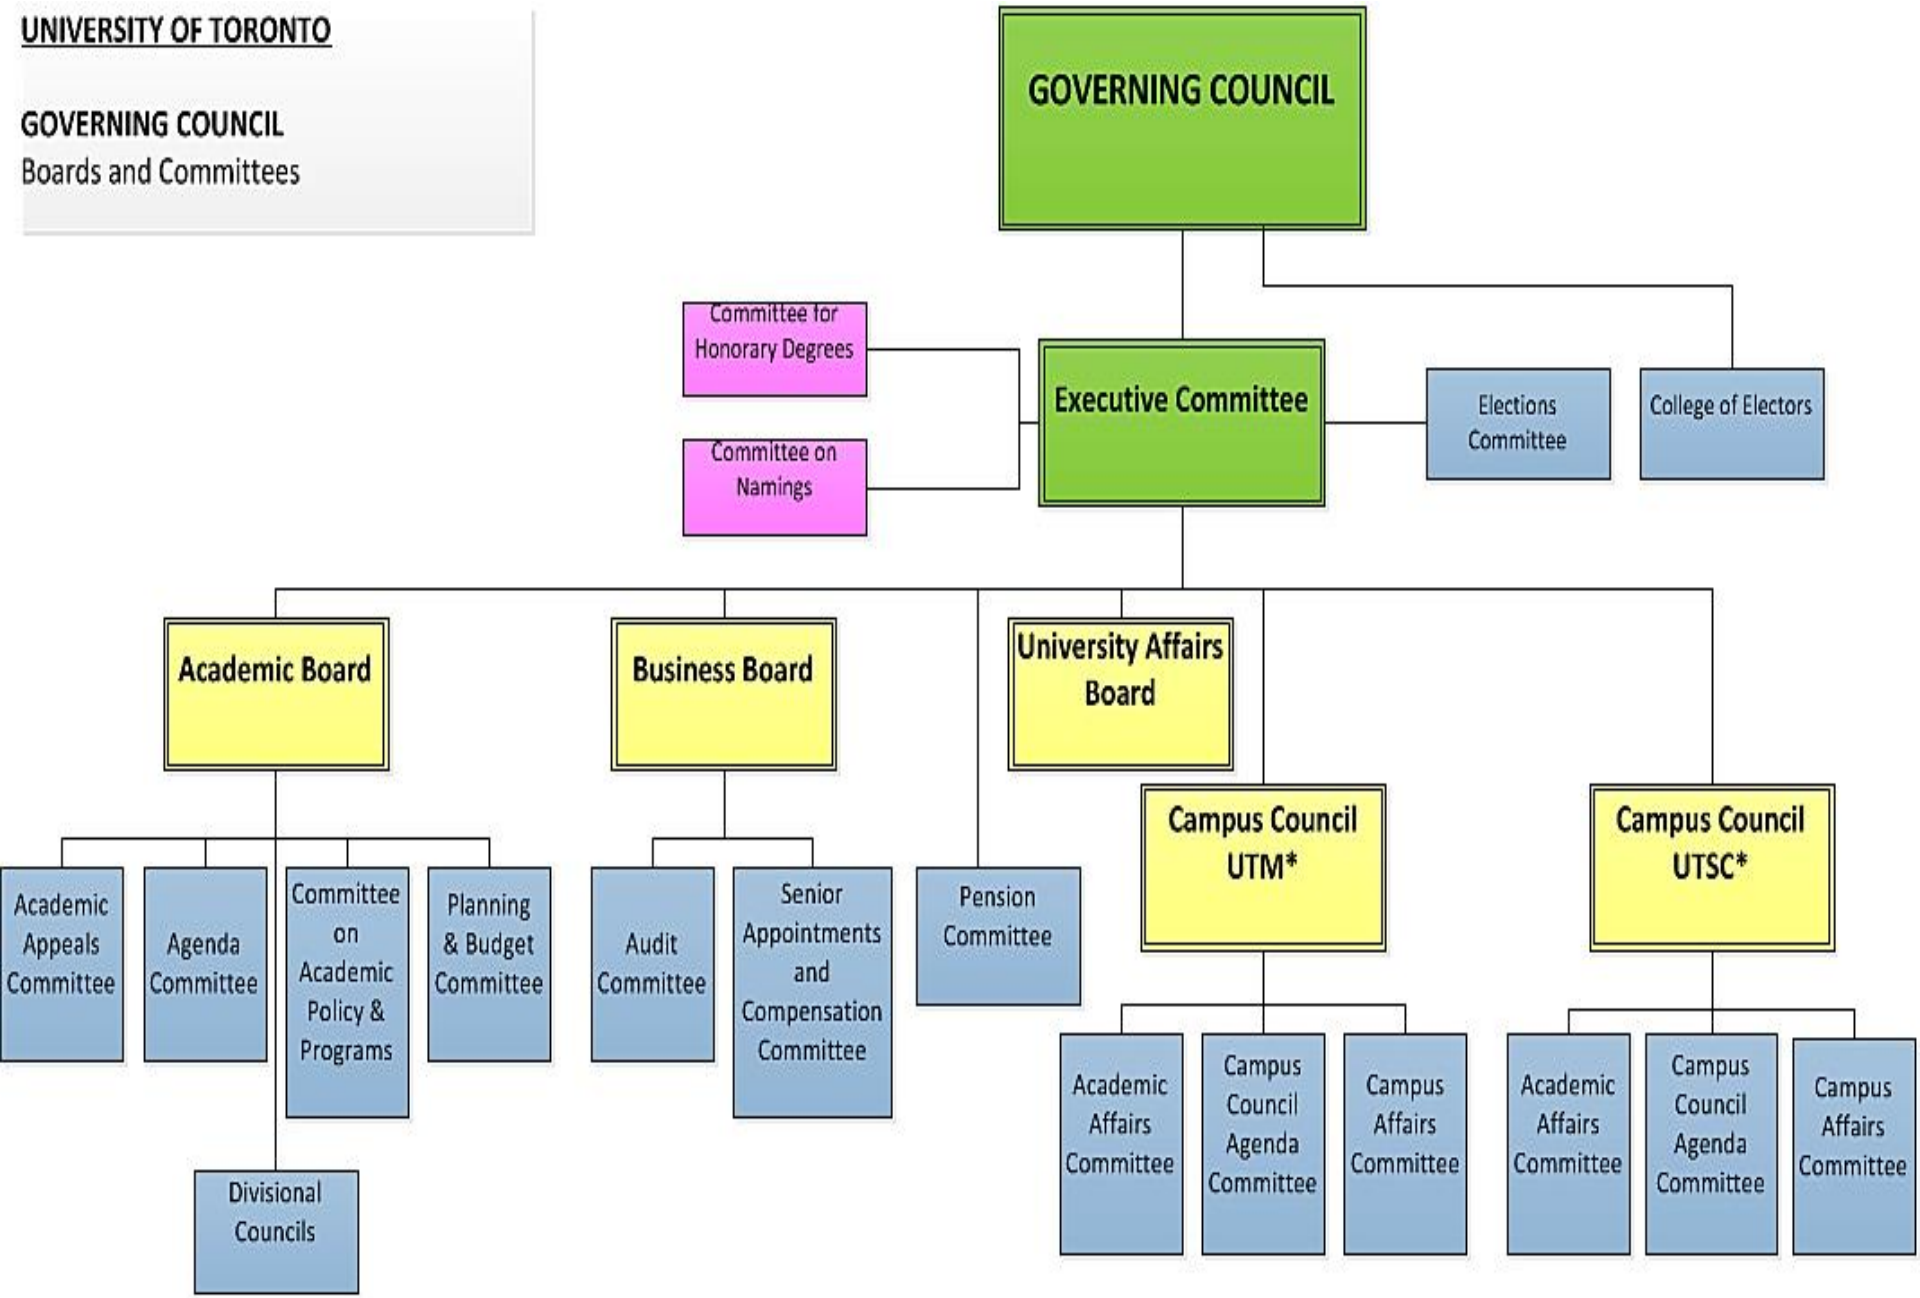 UNIVERSITY OF TORONTO
GOVERNING COUNCIL
Boards and Committees
GOVERNING COUNCIL
Committee for
Honorary Degrees
Committee on
Namings
Executive Committee
Elections
Committee
College of Electors
Academic Board
Business Board
University Affairs
Board
Campus Council
UTM*
Campus Council
UTSC*
Academic
Appeals
Committee
Agenda
Committee
Committee
on
Academic
Policy &
Programs
Planning
& Budget
Committee
Audit
Committee
Senior
Appointments
and
Compensation
Committee
Pension
Committee
Academic
Affairs
Committee
Campus
Council
Agenda
Committee
Campus
Affairs
Committee
Academic
Affairs
Committee
Campus
Council
Agenda
Committee
Campus
Affairs
Committee
Divisional
Councils